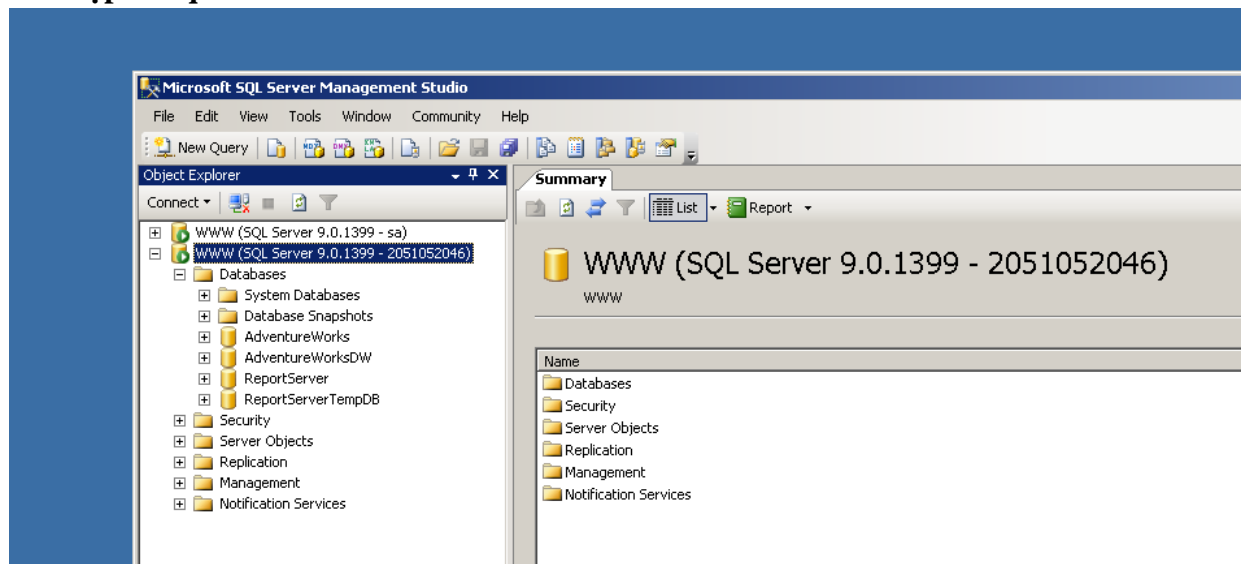 Microsoft SQL Server Management Studio
File Edit View Tools Window Community Help
New Query
Object Explorer
Connect
WWW (SQL Server 9.0.1399 - sa)
WWW (SQL Server 9.0.1399 - 2051052046)
Databases
System Databases
Database Snapshots
AdventureWorks
AdventureWorksDW
ReportServer
ReportServerTempDB
Security
Server Objects
Replication
Management
Notification Services
Summary
List Report
WWW (SQL Server 9.0.1399 - 2051052046)
WWW
Name
Databases
Security
Server Objects
Replication
Management
Notification Services